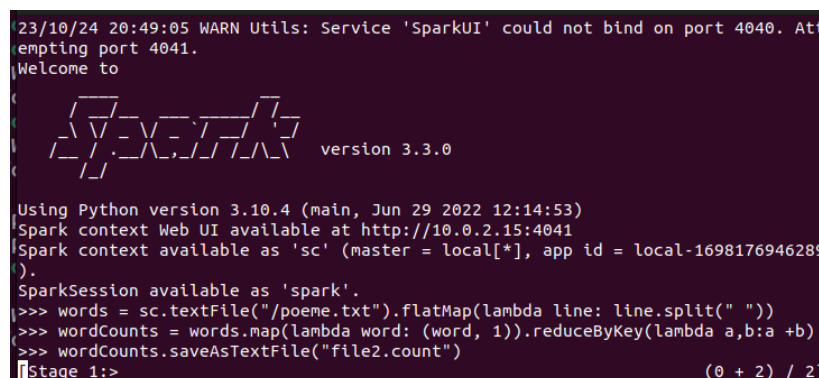 23/10/24 20:49:05 WARN Utils: Service 'SparkUI' could not bind on port 4040. Att
empting port 4041.
Welcome to
Spark version 3.3.0
Using Python version 3.10.4 (main, Jun 29 2022 12:14:53)
Spark context Web UI available at http://10.0.2.15:4041
Spark context available as 'sc' (master = local[*], app id = local-1698176946289
).
SparkSession available as 'spark'.
>>> words = sc.textFile("/poeme.txt").flatMap(lambda line: line.split(" "))
>>> wordCounts = words.map(lambda word: (word, 1)).reduceByKey(lambda a,b:a +b)
>>> wordCounts.saveAsTextFile("file2.count")
[Stage 1:> (0 + 2) / 2]